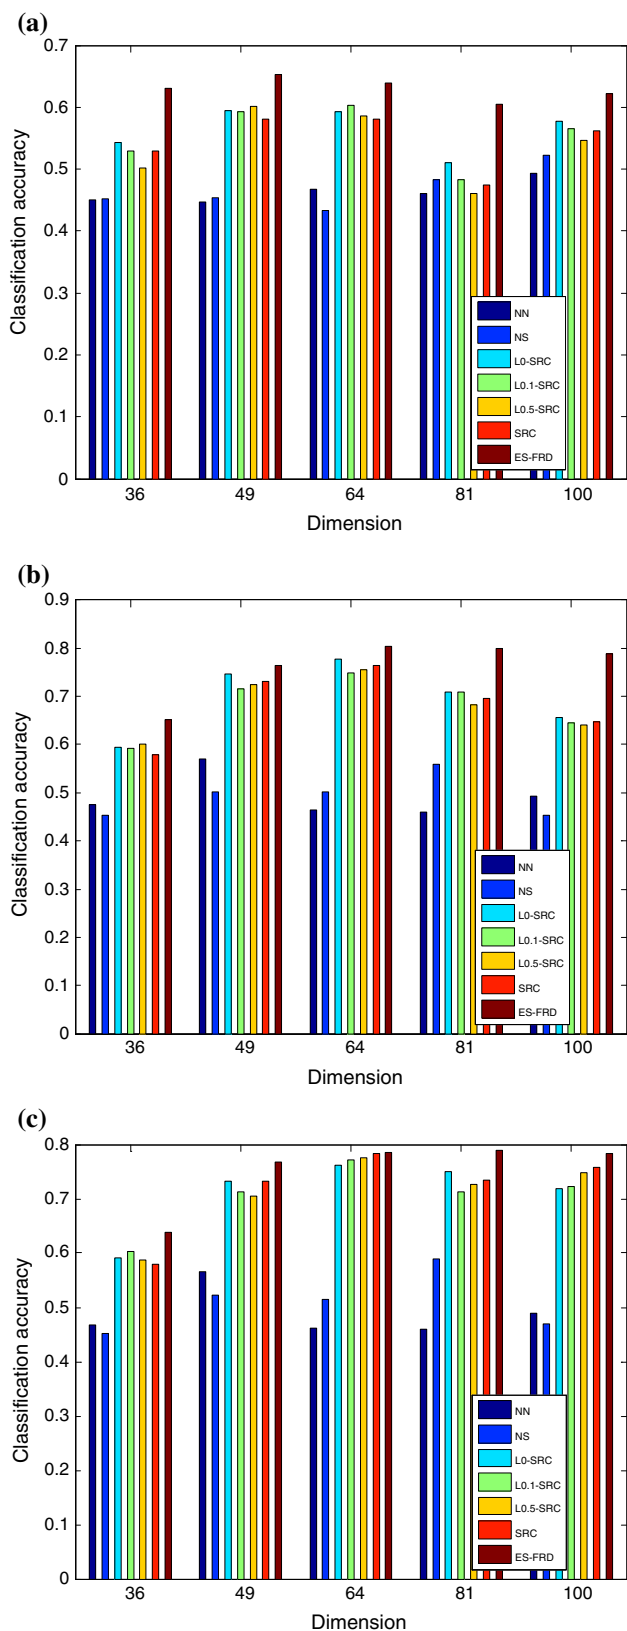 (a)
0.7
0.6
0.5
0.4
0.3
0.2
0.1
0
Classification accuracy
NN
NS
L0-SRC
L0.1-SRC
L0.5-SRC
SRC
ES-FRD
36 49 64 81 100
Dimension
(b)
0.9
0.8
0.7
0.6
0.5
0.4
0.3
0.2
0.1
0
Classification accuracy
NN
NS
L0-SRC
L0.1-SRC
L0.5-SRC
SRC
ES-FRD
36 49 64 81 100
Dimension
(c)
0.8
0.7
0.6
0.5
0.4
0.3
0.2
0.1
0
Classification accuracy
NN
NS
L0-SRC
L0.1-SRC
L0.5-SRC
SRC
ES-FRD
36 49 64 81 100
Dimension